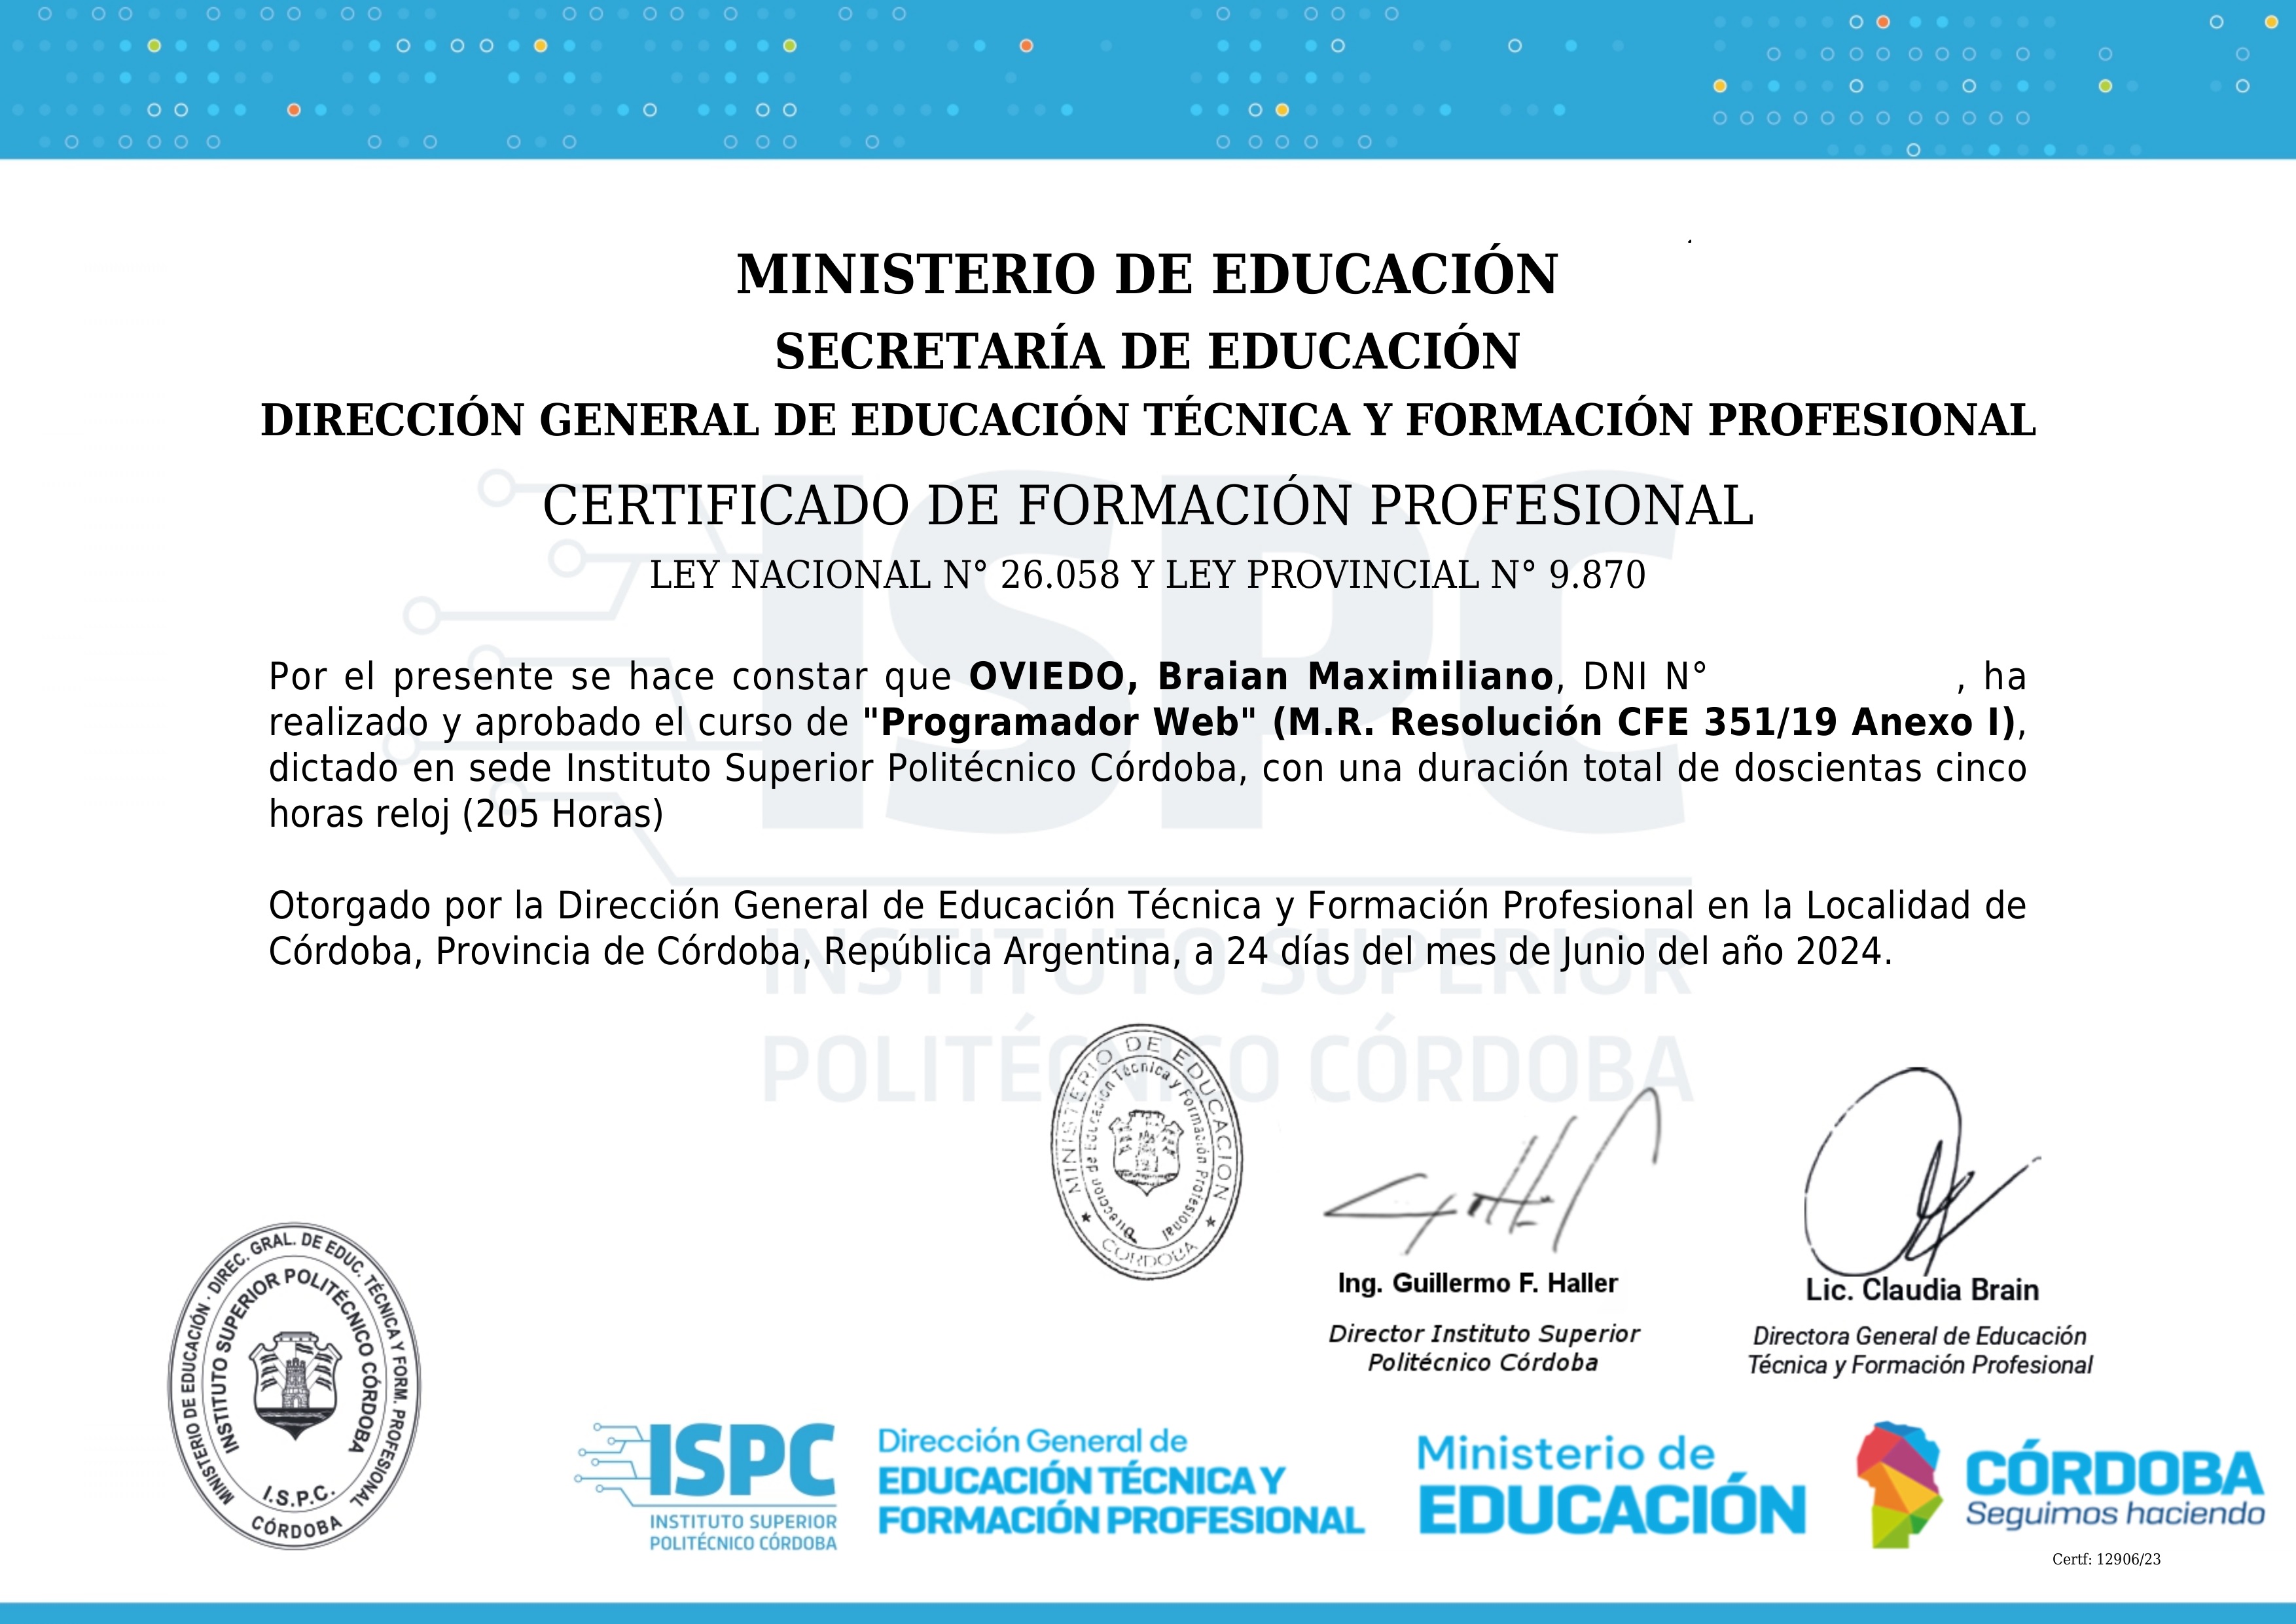 MINISTERIO DE EDUCACIÓN
SECRETARÍA DE EDUCACIÓN
DIRECCIÓN GENERAL DE EDUCACIÓN TÉCNICA Y FORMACIÓN PROFESIONAL
CERTIFICADO DE FORMACIÓN PROFESIONAL
LEY NACIONAL N° 26.058 Y LEY PROVINCIAL N° 9.870
Por el presente se hace constar que OVIEDO, Braian Maximiliano, DNI N° , ha
realizado y aprobado el curso de "Programador Web" (M.R. Resolución CFE 351/19 Anexo I),
dictado en sede Instituto Superior Politécnico Córdoba, con una duración total de doscientas cinco
horas reloj (205 Horas)
Otorgado por la Dirección General de Educación Técnica y Formación Profesional en la Localidad de
Córdoba, Provincia de Córdoba, República Argentina, a 24 días del mes de Junio del año 2024.
ISPC
INSTITUTO SUPERIOR
POLITÉCNICO CÓRDOBA
MINISTERIO DE EDUCACION
Dirección de Educación Técnica y Formación Profesional
CORDOBA
Ing. Guillermo F. Haller
Director Instituto Superior
Politécnico Córdoba
Lic. Claudia Brain
Directora General de Educación
Técnica y Formación Profesional
MINISTERIO DE EDUCACIÓN · DIREC. GRAL. DE EDUC. TÉCNICA Y FORM. PROFESIONAL
INSTITUTO SUPERIOR POLITÉCNICO CÓRDOBA
I.S.P.C.
CÓRDOBA
ISPC
INSTITUTO SUPERIOR
POLITÉCNICO CÓRDOBA
Dirección General de
EDUCACIÓN TÉCNICA Y
FORMACIÓN PROFESIONAL
Ministerio de
EDUCACIÓN
CÓRDOBA
Seguimos haciendo
Certf: 12906/23